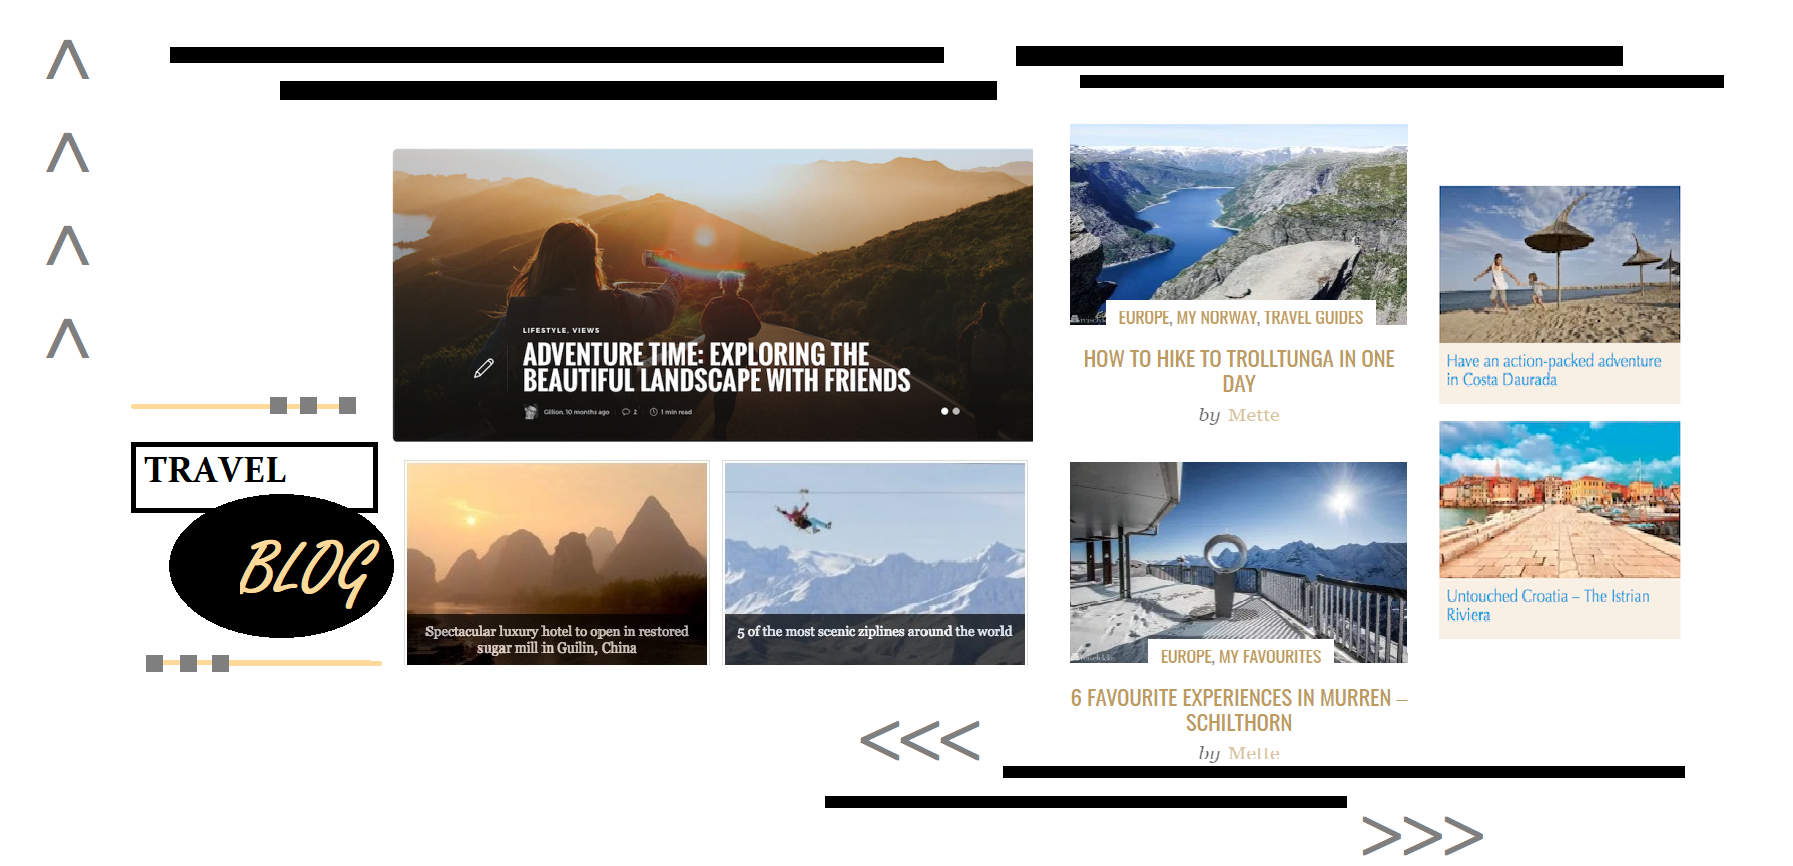 TRAVEL
BLOG
LIFESTYLE, VIEWS
ADVENTURE TIME: EXPLORING THE
BEAUTIFUL LANDSCAPE WITH FRIENDS
Gillion, 10 months ago 2 1 min read
Spectacular luxury hotel to open in restored
sugar mill in Guilin, China
5 of the most scenic ziplines around the world
EUROPE, MY NORWAY, TRAVEL GUIDES
HOW TO HIKE TO TROLLTUNGA IN ONE
DAY
by Mette
EUROPE, MY FAVOURITES
6 FAVOURITE EXPERIENCES IN MURREN –
SCHILTHORN
by Mette
Have an action-packed adventure
in Costa Daurada
Untouched Croatia – The Istrian
Riviera
<<<
>>>